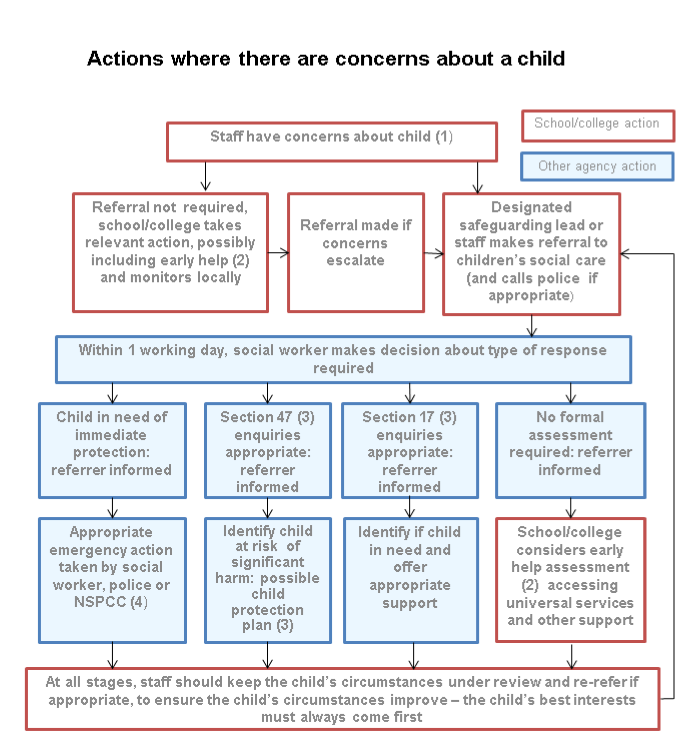 Actions where there are concerns about a child
School/college action
Staff have concerns about child (1)
Other agency action
Referral not required,
school/college takes
relevant action, possibly
including early help (2)
and monitors locally
Referral made if
concerns
escalate
Designated
safeguarding lead or
staff makes referral to
children's social care
(and calls police if
appropriate)
Within 1 working day, social worker makes decision about type of response
required
Child in need of
immediate
protection:
referrer informed
Section 47 (3)
enquiries
appropriate:
referrer
informed
Section 17 (3)
enquiries
appropriate:
referrer
informed
No formal
assessment
required: referrer
informed
Appropriate
emergency action
taken by social
worker, police or
NSPCC (4)
Identify child
at risk of
significant
harm: possible
child
protection
plan (3)
Identify if child
in need and
offer
appropriate
support
School/college
considers early
help assessment
(2) accessing
universal services
and other support
At all stages, staff should keep the child's circumstances under review and re-refer if
appropriate, to ensure the child's circumstances improve – the child's best interests
must always come first